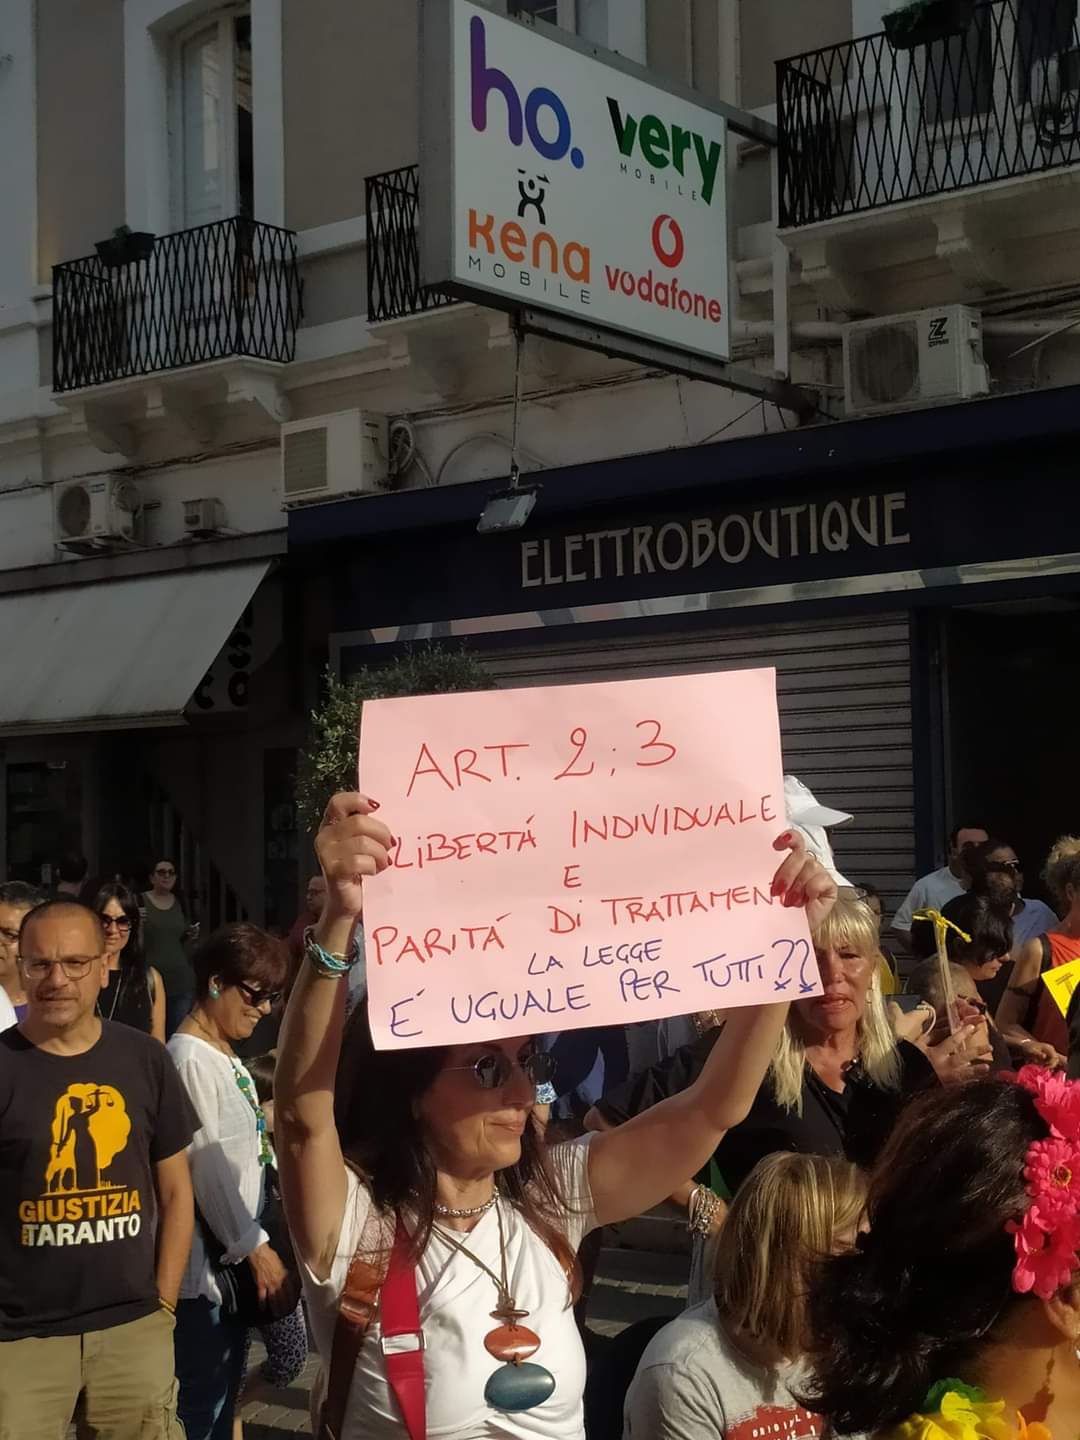 ho.
very
MOBILE
kena
MOBILE
vodafone
ELETTROBOUTIQUE
ART. 2; 3
LIBERTÁ INDIVIDUALE
E
PARITÁ DI TRATTAMEN
LA LEGGE
É UGUALE PER TUTTI??
GIUSTIZIA
PER TARANTO